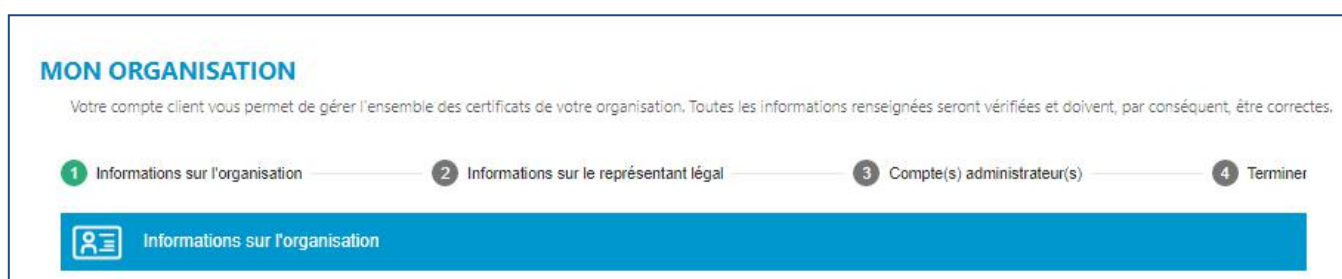 MON ORGANISATION
Votre compte client vous permet de gérer l'ensemble des certificats de votre organisation. Toutes les informations renseignées seront vérifiées et doivent, par conséquent, être correctes.
1 Informations sur l'organisation 2 Informations sur le représentant légal 3 Compte(s) administrateur(s) 4 Terminer
Informations sur l'organisation